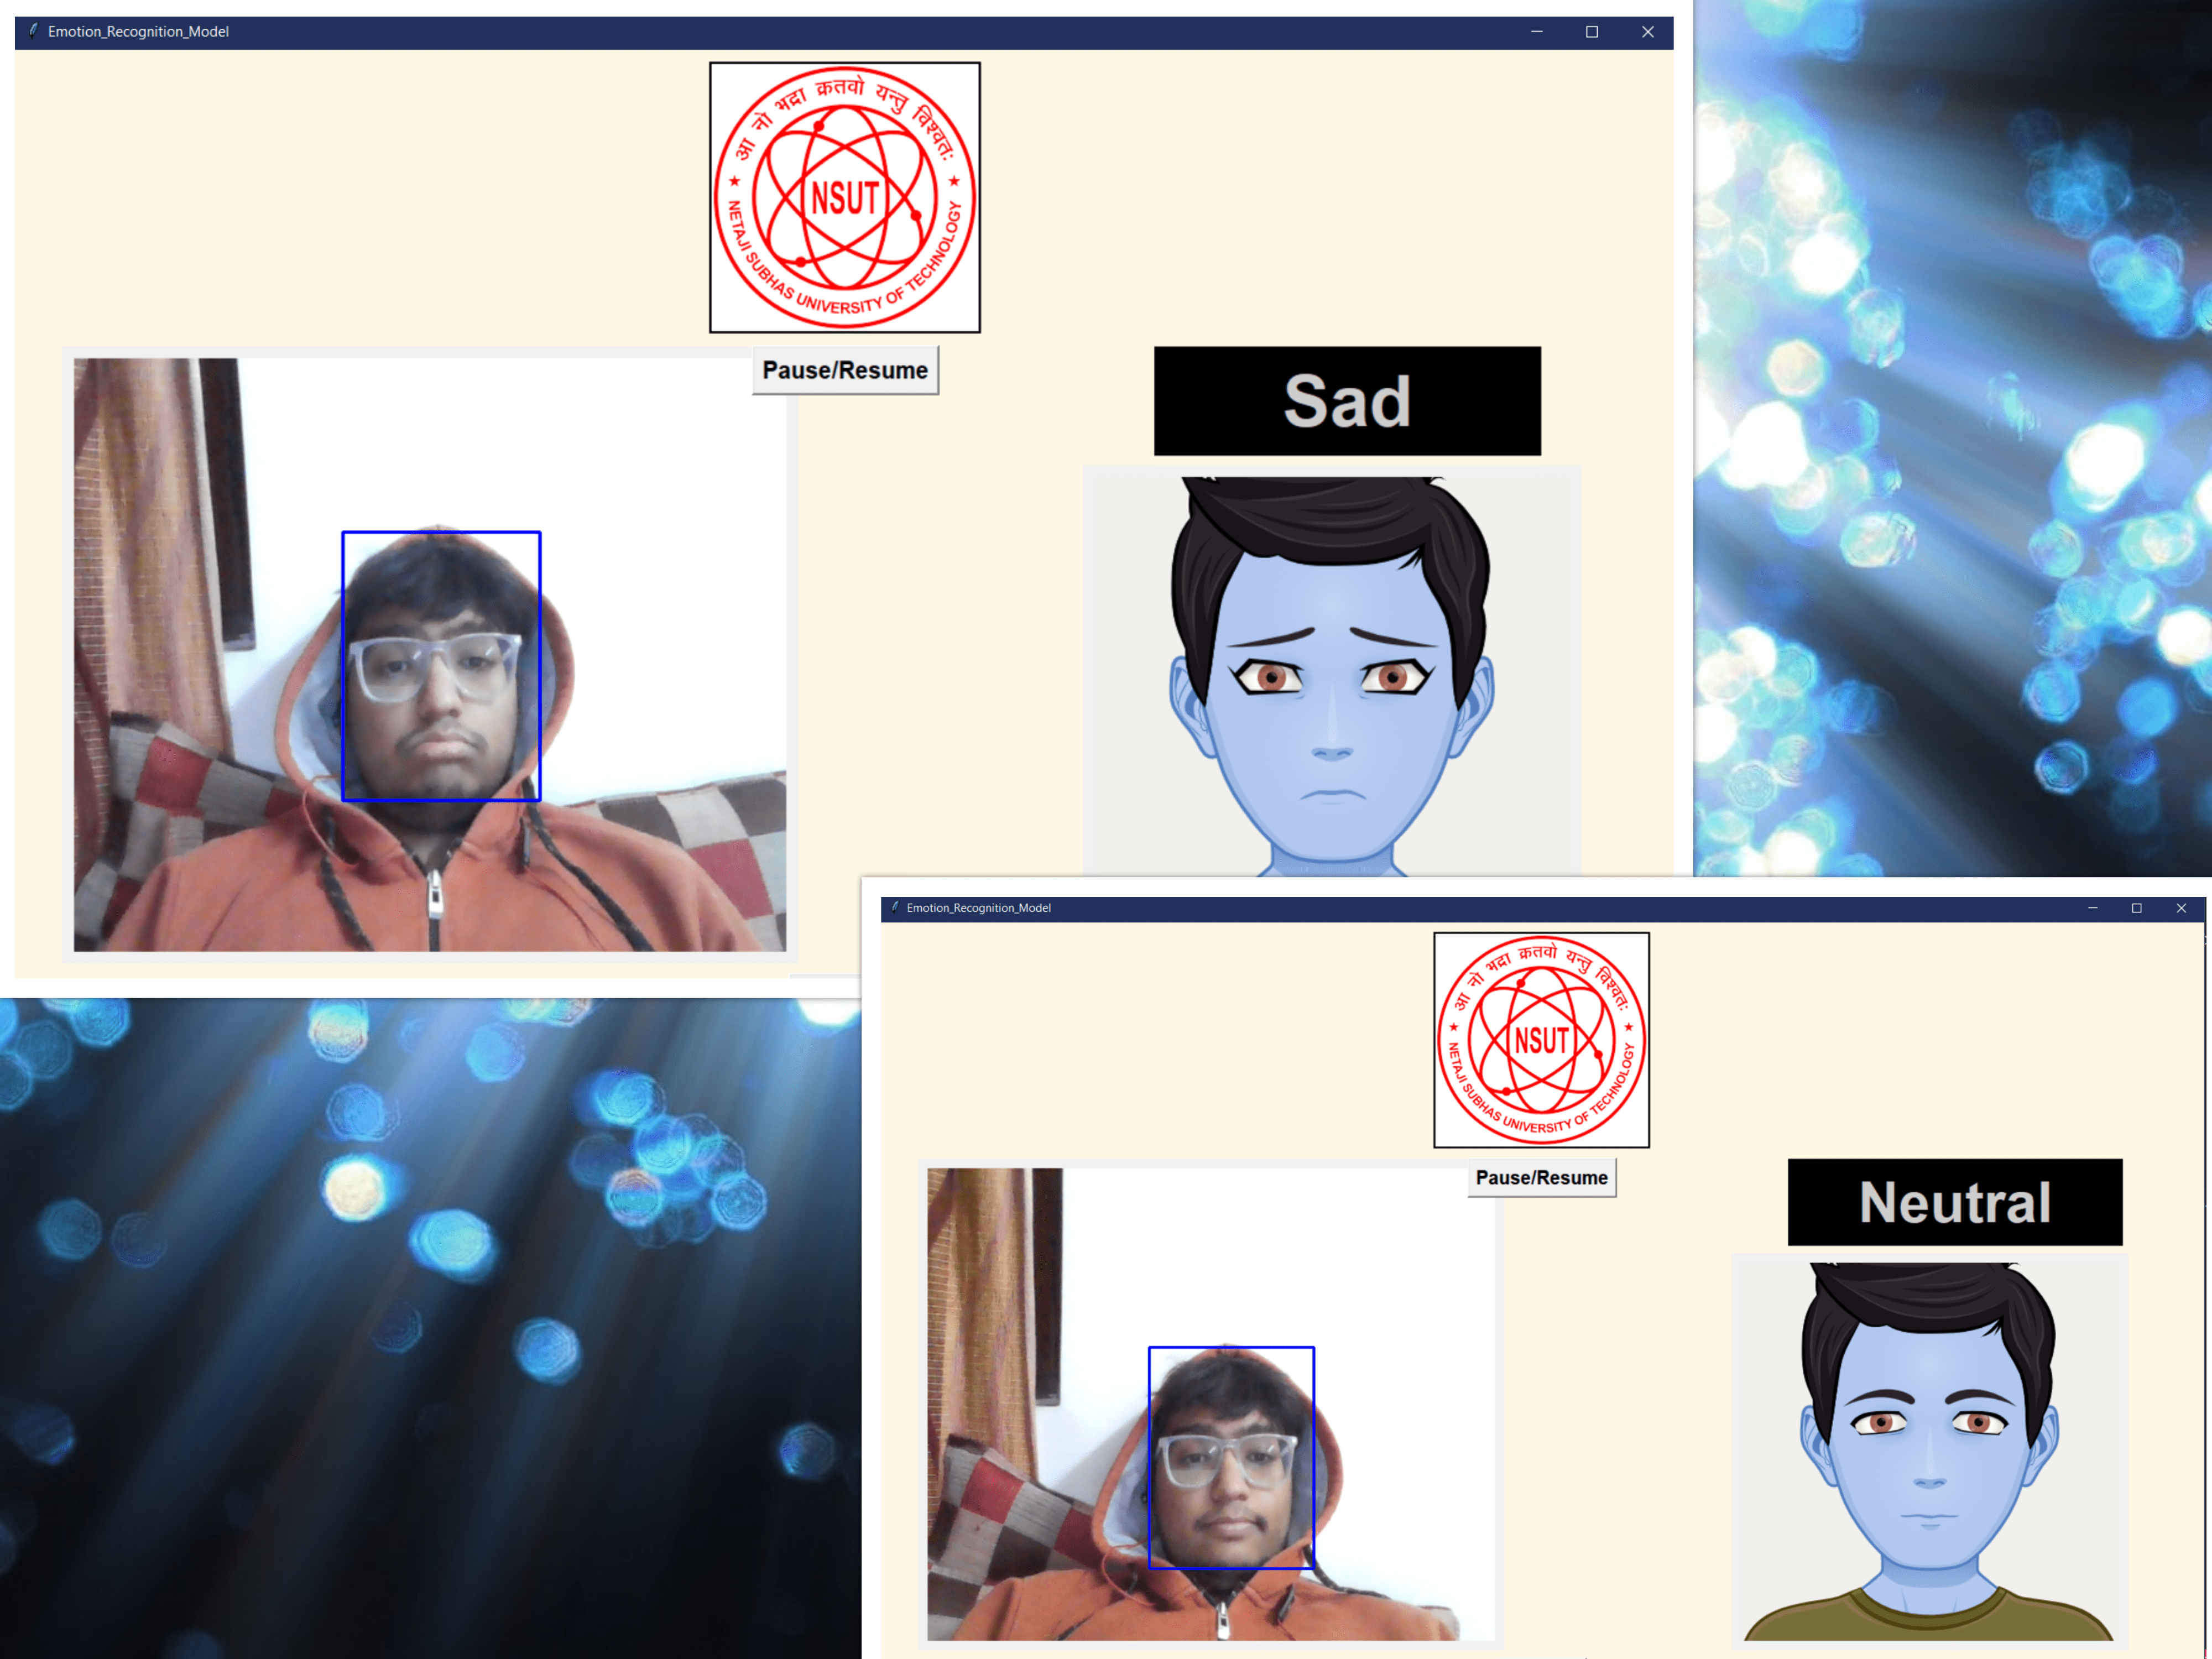 Emotion_Recognition_Model
आ नो भद्रा क्रतवो यन्तु विश्वतः
NSUT
★ NETAJI SUBHAS UNIVERSITY OF TECHNOLOGY ★
Pause/Resume
Sad
Emotion_Recognition_Model
आ नो भद्रा क्रतवो यन्तु विश्वतः
NSUT
★ NETAJI SUBHAS UNIVERSITY OF TECHNOLOGY ★
Pause/Resume
Neutral